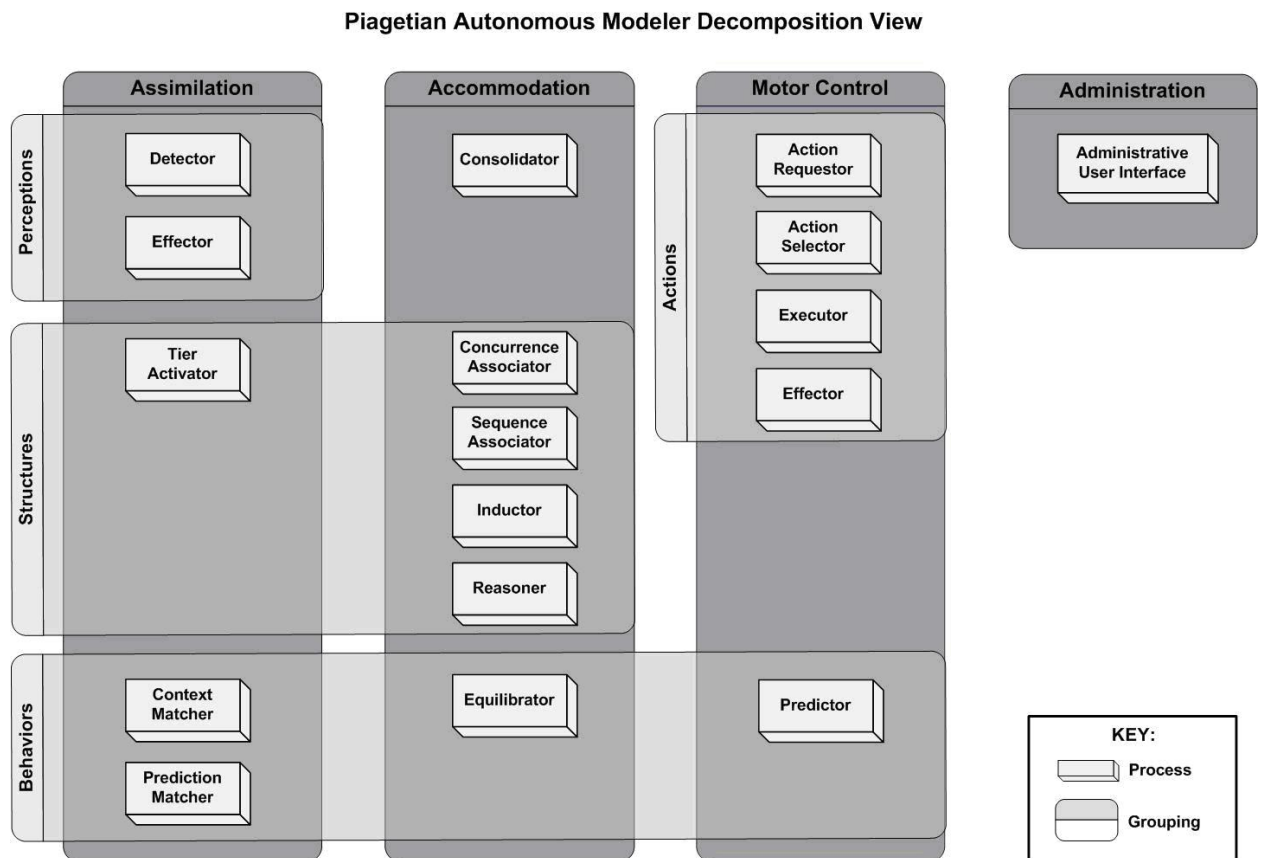 Piagetian Autonomous Modeler Decomposition View
Assimilation
Accommodation
Motor Control
Administration
Perceptions
Detector
Effector
Consolidator
Actions
Action
Requestor
Action
Selector
Executor
Effector
Administrative
User Interface
Structures
Tier
Activator
Concurrence
Associator
Sequence
Associator
Inductor
Reasoner
Behaviors
Context
Matcher
Prediction
Matcher
Equilibrator
Predictor
KEY:
Process
Grouping